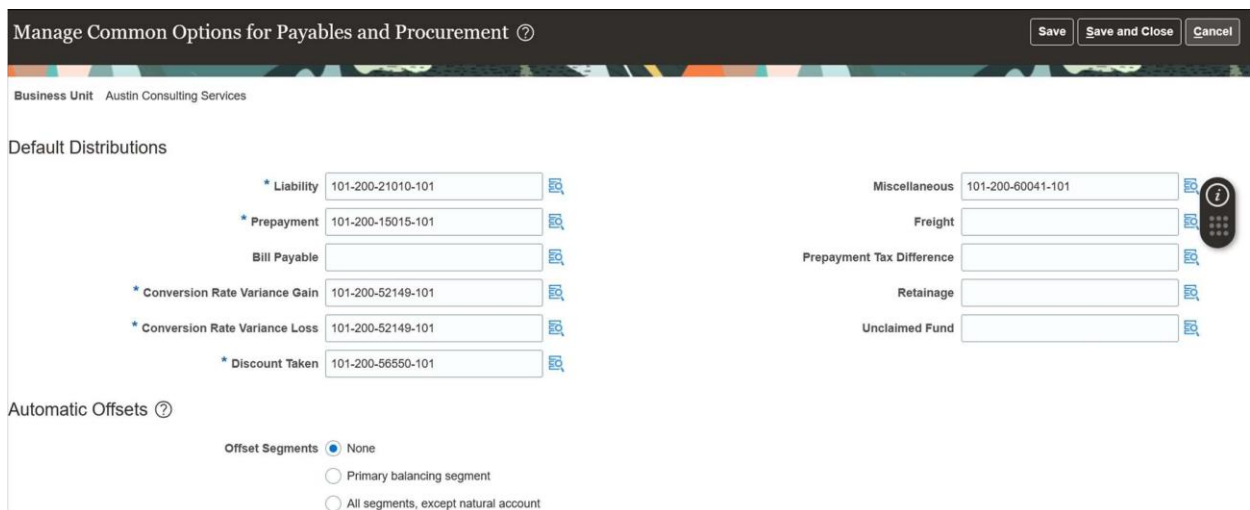 Manage Common Options for Payables and Procurement ?
Save Save and Close Cancel
Business Unit Austin Consulting Services
Default Distributions
* Liability 101-200-21010-101
* Prepayment 101-200-15015-101
Bill Payable
* Conversion Rate Variance Gain 101-200-52149-101
* Conversion Rate Variance Loss 101-200-52149-101
* Discount Taken 101-200-56550-101
Miscellaneous 101-200-60041-101
Freight
Prepayment Tax Difference
Retainage
Unclaimed Fund
i
Automatic Offsets ?
Offset Segments None
Primary balancing segment
All segments, except natural account